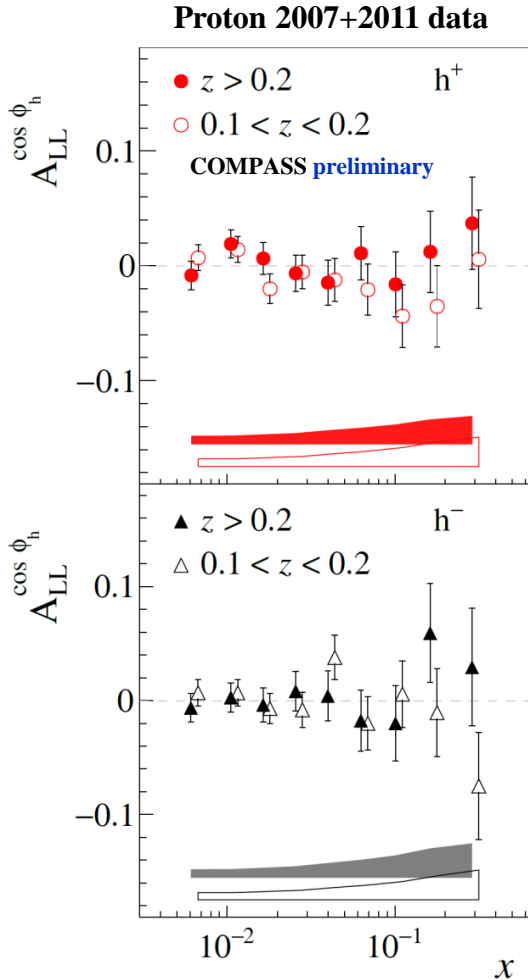 Proton 2007+2011 data
A_LL^cos ϕ_h
z > 0.2
h⁺
0.1 < z < 0.2
COMPASS preliminary
0.1
0
−0.1
A_LL^cos ϕ_h
z > 0.2
h⁻
0.1 < z < 0.2
0.1
0
−0.1
10⁻²
10⁻¹
x